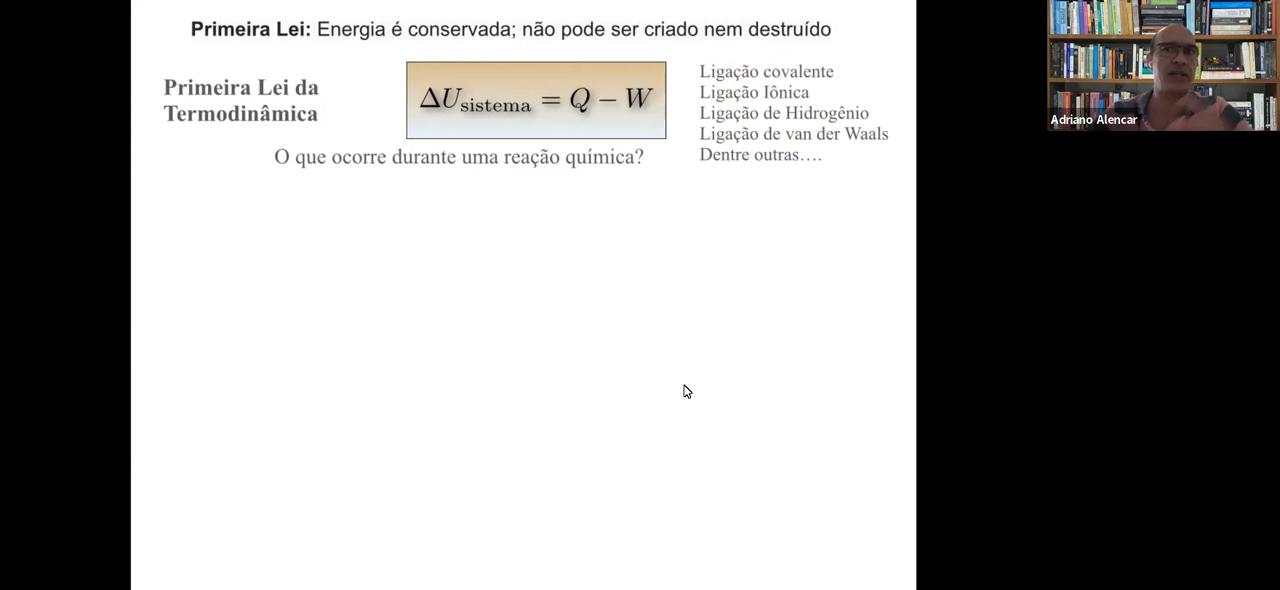 Primeira Lei: Energia é conservada; não pode ser criado nem destruído
Primeira Lei da
Termodinâmica
ΔU_sistema = Q − W
O que ocorre durante uma reação química?
Ligação covalente
Ligação Iônica
Ligação de Hidrogênio
Ligação de van der Waals
Dentre outras….
Adriano Alencar